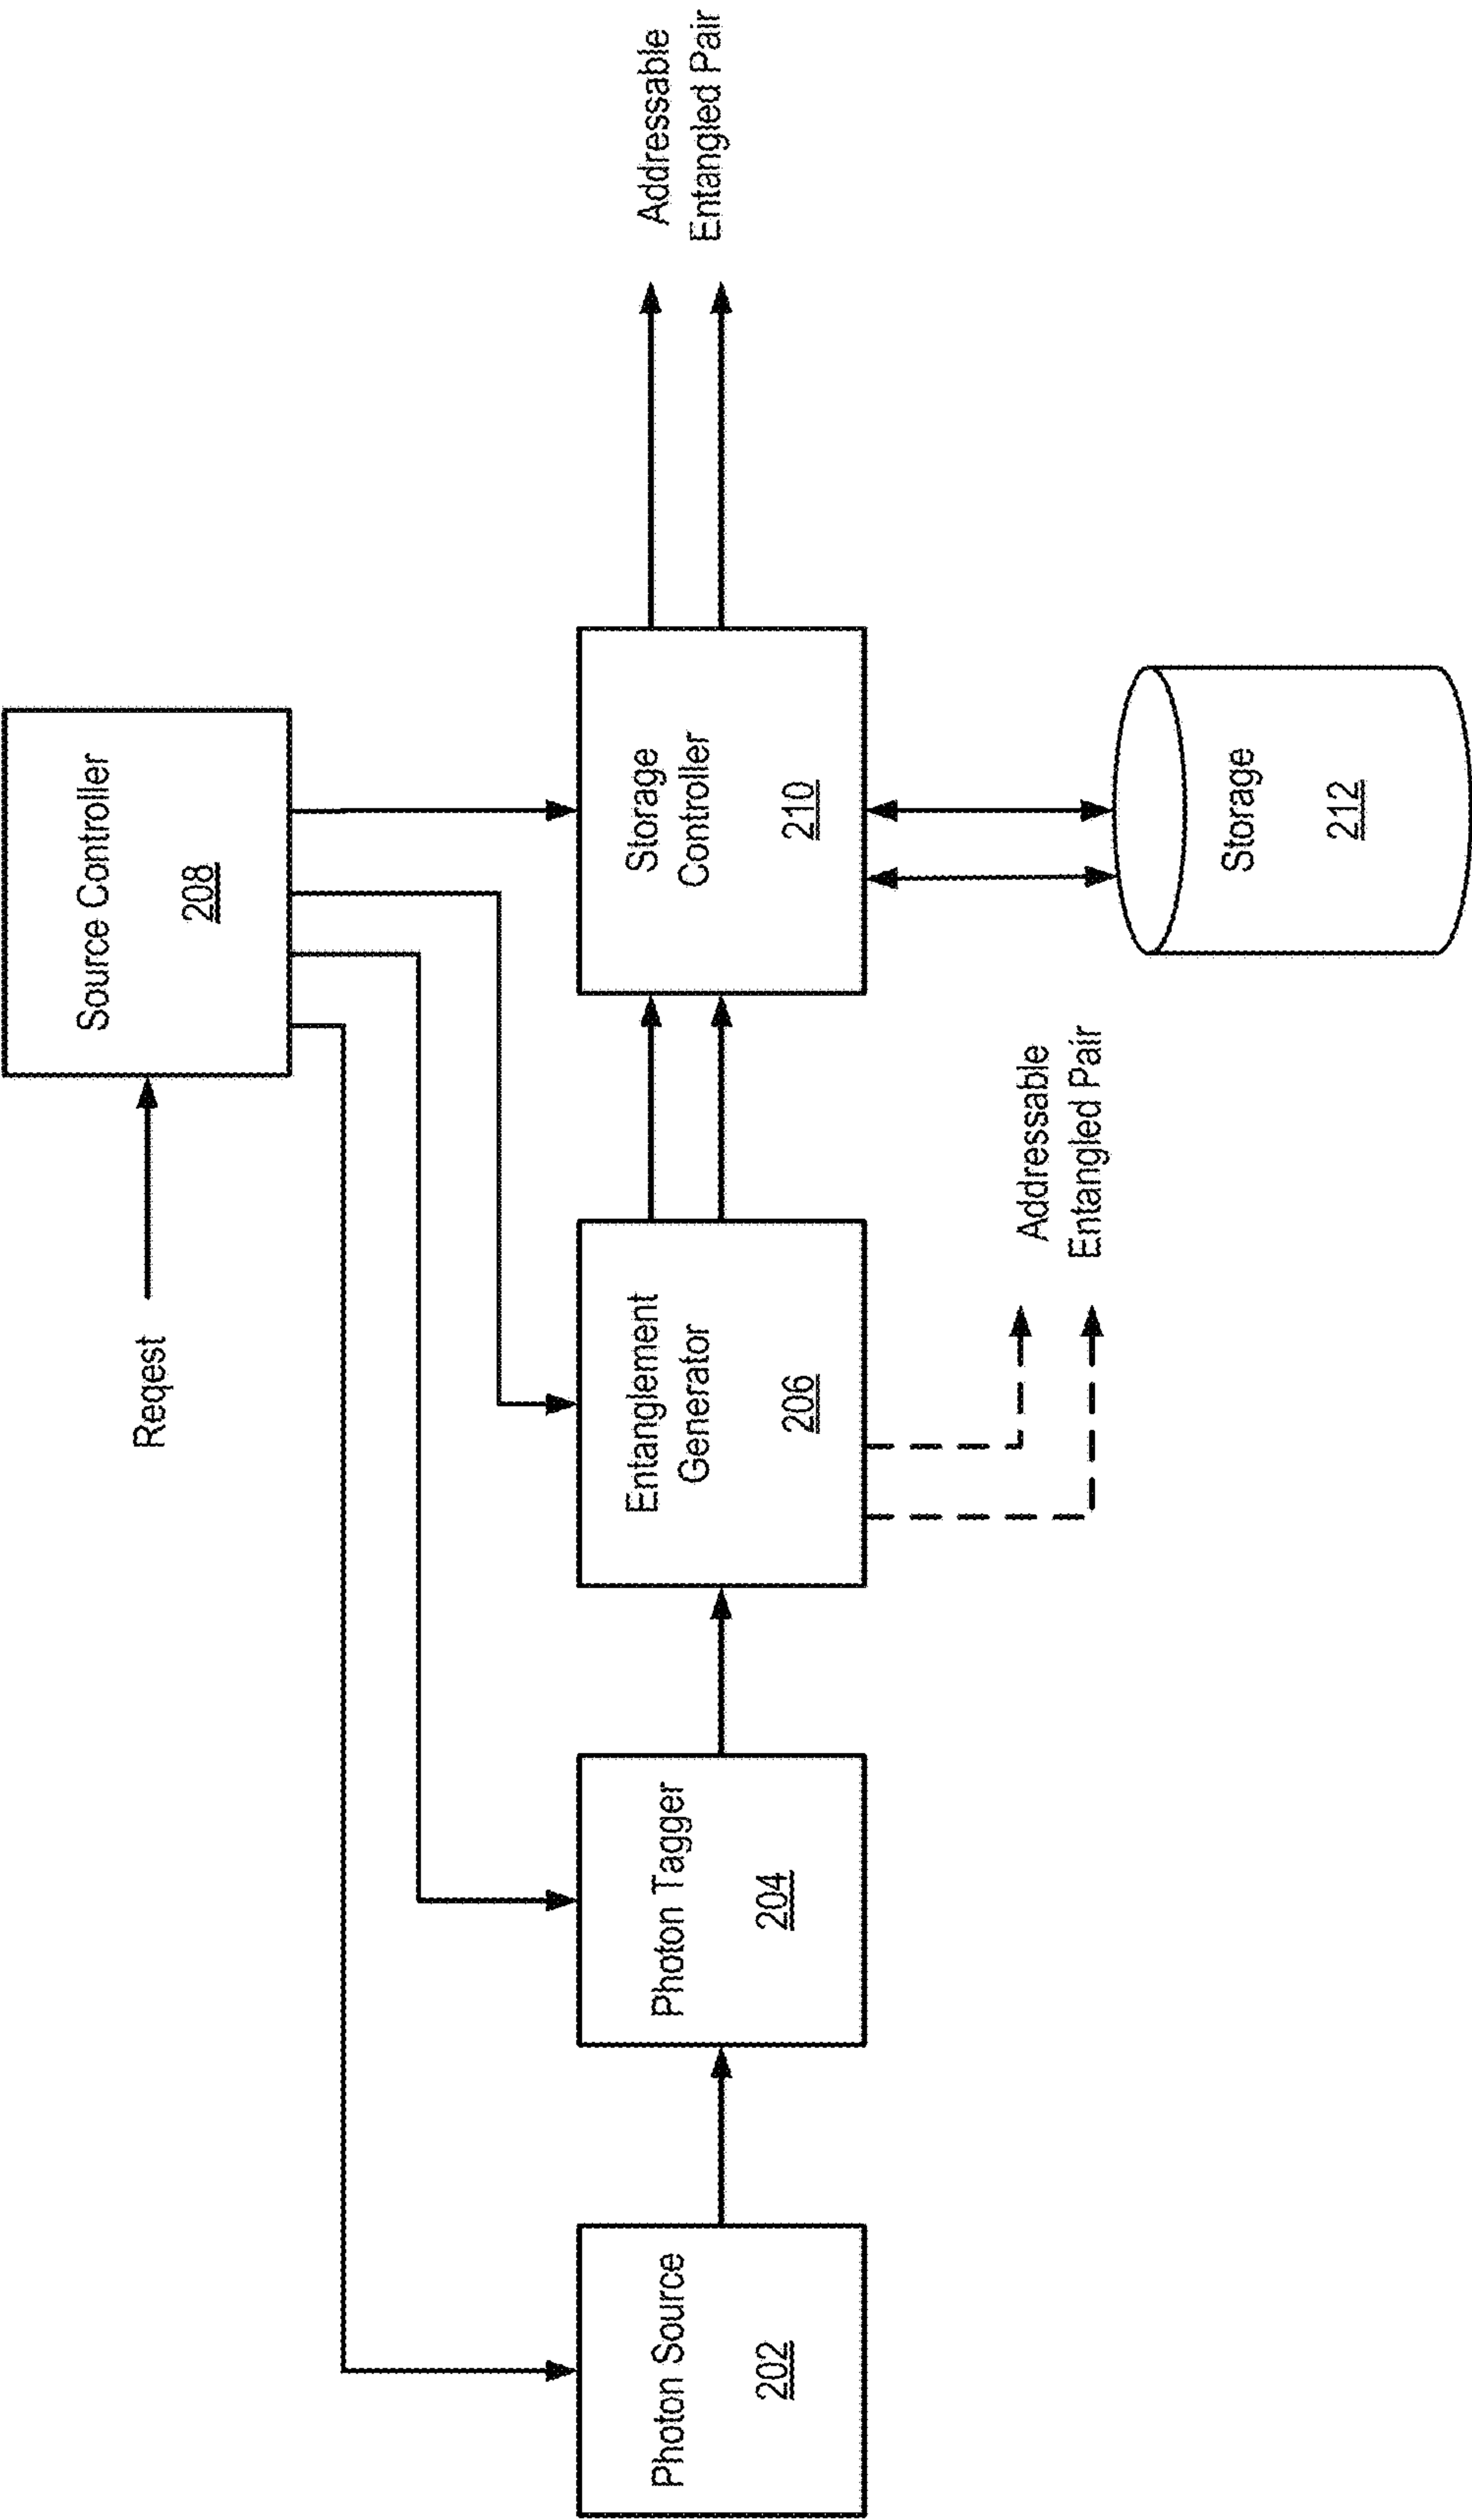 Source Controller
208
Reqest
Photon Source
202
Photon Tagger
204
Entanglement
Generator
206
Storage
Controller
210
Addressable
Entangled Pair
Addressable
Entangled Pair
Storage
212